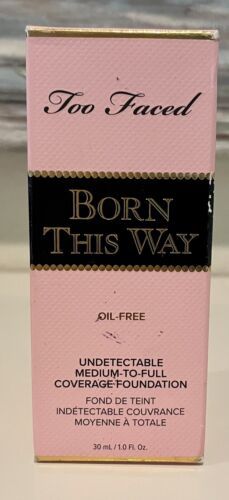 Too Faced
BORN
THIS WAY
OIL-FREE
UNDETECTABLE
MEDIUM-TO-FULL
COVERAGE FOUNDATION
FOND DE TEINT
INDÉTECTABLE COUVRANCE
MOYENNE À TOTALE
30 mL / 1.0 Fl. Oz.